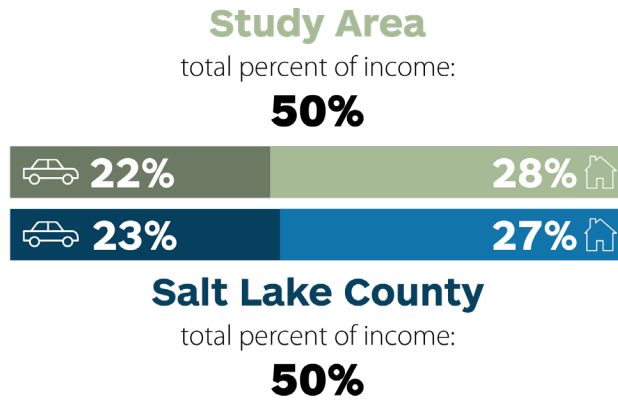 Study Area
total percent of income:
50%
22% 28%
23% 27%
Salt Lake County
total percent of income:
50%